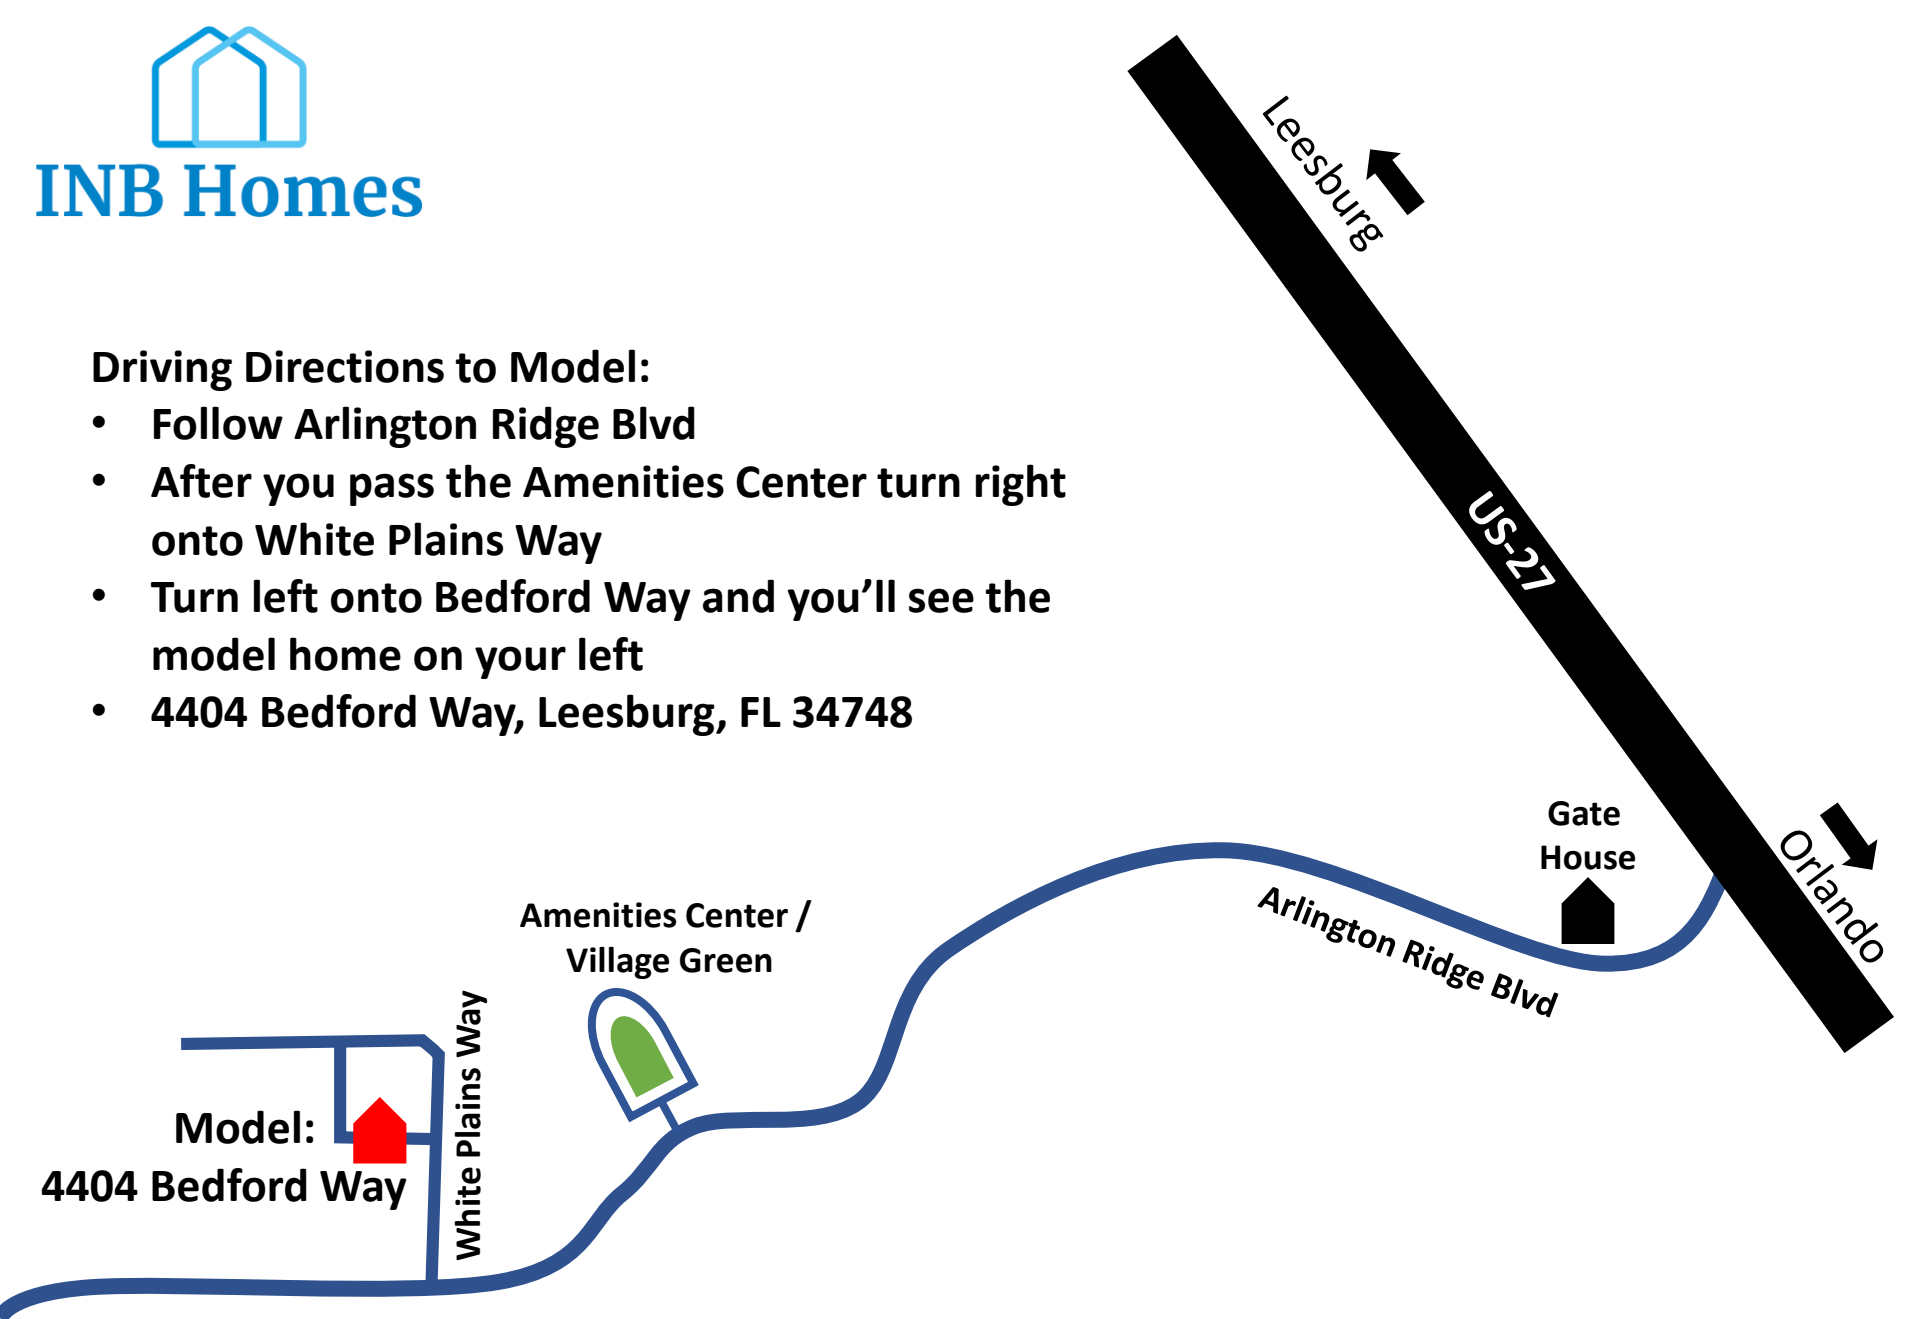 INB Homes
Leesburg
Driving Directions to Model:
• Follow Arlington Ridge Blvd
• After you pass the Amenities Center turn right
onto White Plains Way
• Turn left onto Bedford Way and you’ll see the
model home on your left
• 4404 Bedford Way, Leesburg, FL 34748
US-27
Gate
House
Orlando
Arlington Ridge Blvd
Amenities Center /
Village Green
White Plains Way
Model:
4404 Bedford Way